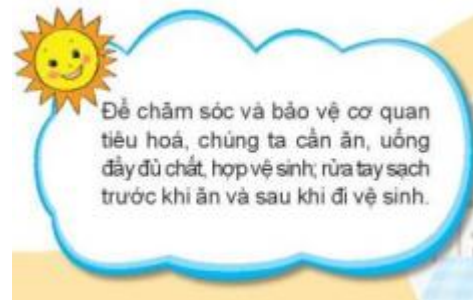 Để chăm sóc và bảo vệ cơ quan
tiêu hoá, chúng ta cần ăn, uống
đầy đủ chất, hợp vệ sinh; rửa tay sạch
trước khi ăn và sau khi đi vệ sinh.